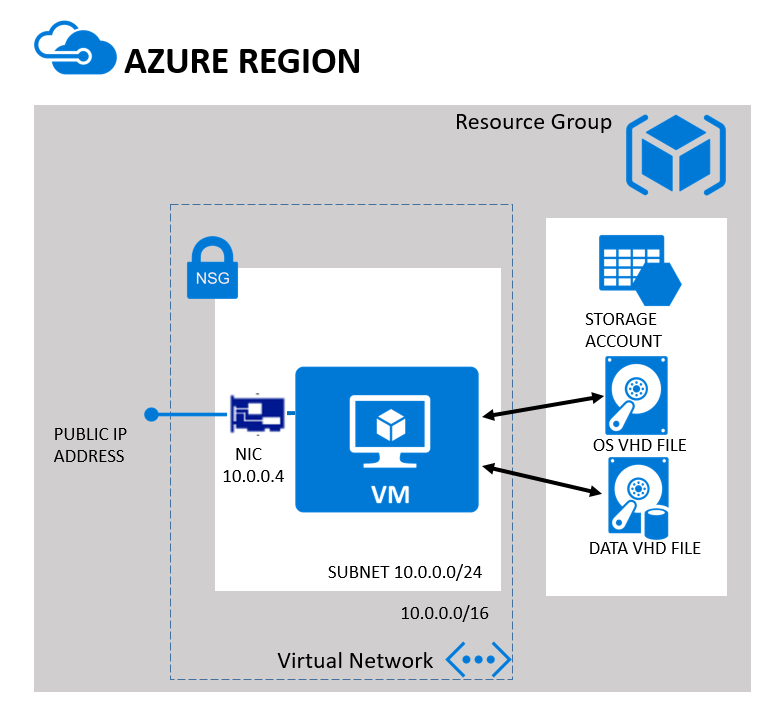 AZURE REGION
Resource Group
NSG
STORAGE
ACCOUNT
PUBLIC IP
ADDRESS
NIC
10.0.0.4
VM
OS VHD FILE
DATA VHD FILE
SUBNET 10.0.0.0/24
10.0.0.0/16
Virtual Network